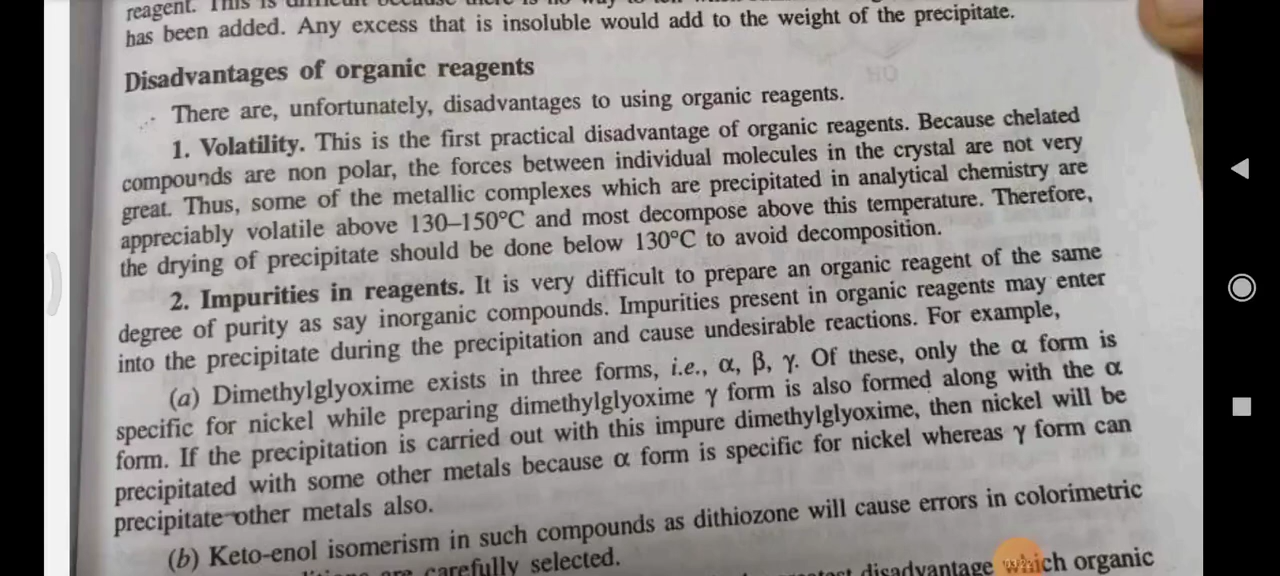 reagent. This is difficult because there is no way to tell when
has been added. Any excess that is insoluble would add to the weight of the precipitate.
Disadvantages of organic reagents
There are, unfortunately, disadvantages to using organic reagents.
1. Volatility. This is the first practical disadvantage of organic reagents. Because chelated
compounds are non polar, the forces between individual molecules in the crystal are not very
great. Thus, some of the metallic complexes which are precipitated in analytical chemistry are
appreciably volatile above 130–150°C and most decompose above this temperature. Therefore,
the drying of precipitate should be done below 130°C to avoid decomposition.
2. Impurities in reagents. It is very difficult to prepare an organic reagent of the same
degree of purity as say inorganic compounds. Impurities present in organic reagents may enter
into the precipitate during the precipitation and cause undesirable reactions. For example,
(a) Dimethylglyoxime exists in three forms, i.e., α, β, γ. Of these, only the α form is
specific for nickel while preparing dimethylglyoxime γ form is also formed along with the α
form. If the precipitation is carried out with this impure dimethylglyoxime, then nickel will be
precipitated with some other metals because α form is specific for nickel whereas γ form can
precipitate other metals also.
(b) Keto-enol isomerism in such compounds as dithiozone will cause errors in colorimetric
are carefully selected.
disadvantage which organic